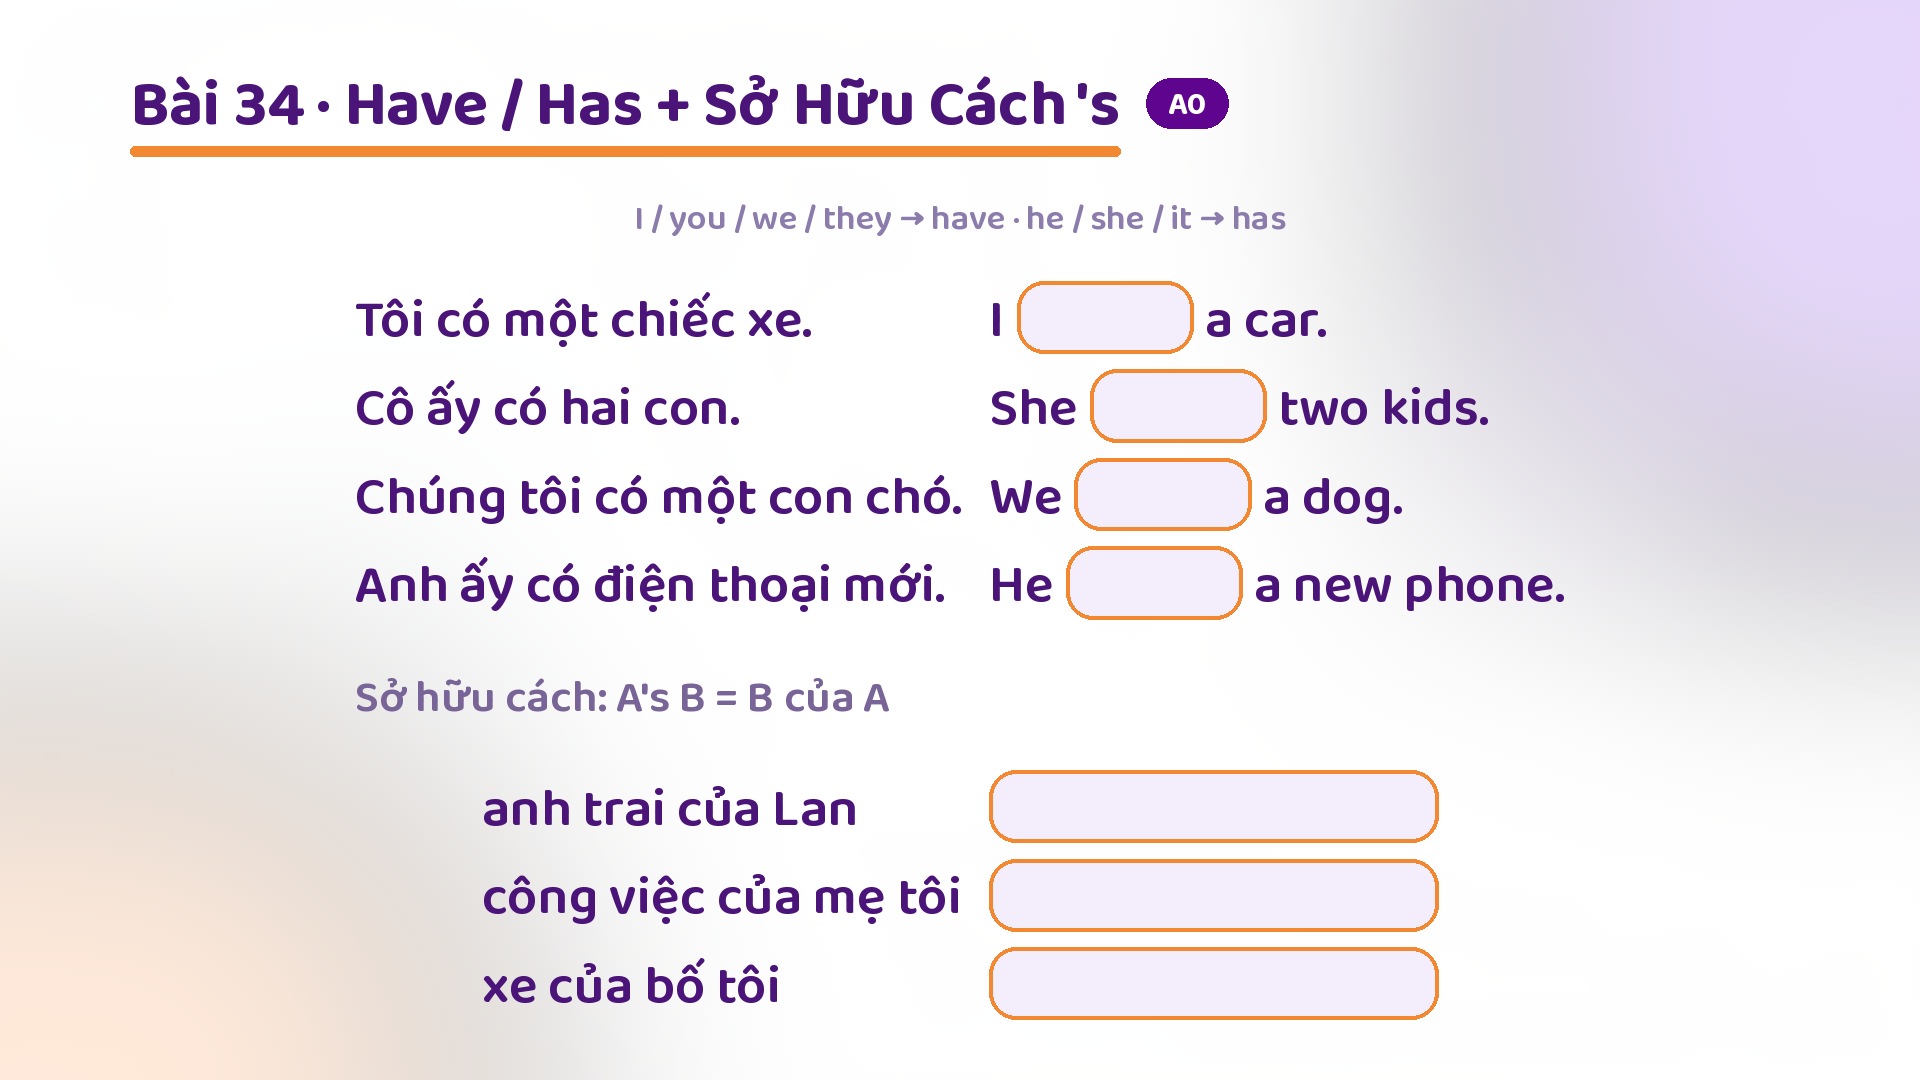 Bài 34 · Have / Has + Sở Hữu Cách 's A0
I / you / we / they → have · he / she / it → has
Tôi có một chiếc xe. I a car.
Cô ấy có hai con. She two kids.
Chúng tôi có một con chó. We a dog.
Anh ấy có điện thoại mới. He a new phone.
Sở hữu cách: A's B = B của A
anh trai của Lan
công việc của mẹ tôi
xe của bố tôi